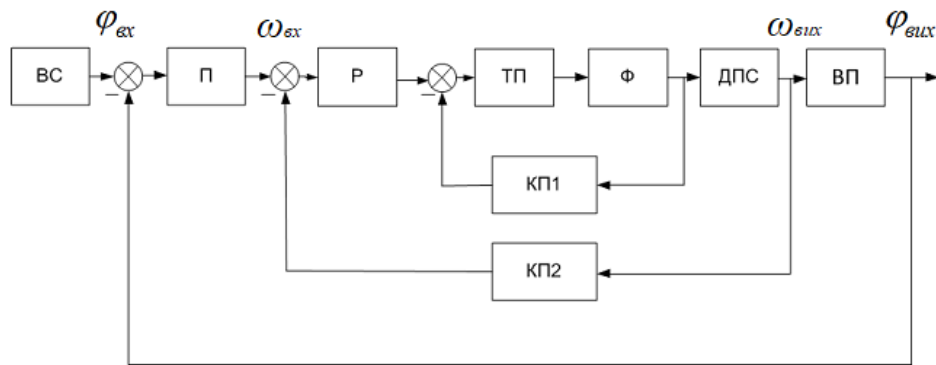 φвх ωвх ωвих φвих
ВС П Р ТП Ф ДПС ВП
КП1
КП2